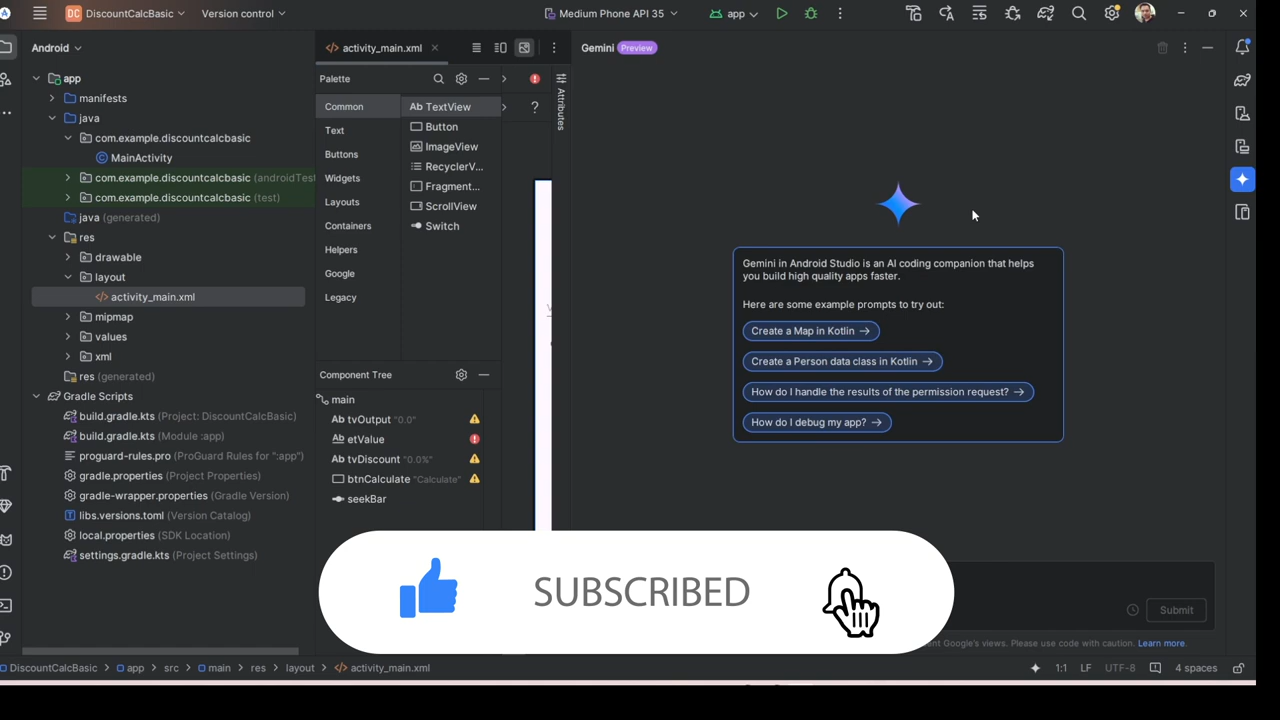 DC DiscountCalcBasic Version control Medium Phone API 35 app
Android
app
manifests
java
com.example.discountcalcbasic
MainActivity
com.example.discountcalcbasic (androidTest
com.example.discountcalcbasic (test)
java (generated)
res
drawable
layout
activity_main.xml
mipmap
values
xml
res (generated)
Gradle Scripts
build.gradle.kts (Project: DiscountCalcBasic)
build.gradle.kts (Module :app)
proguard-rules.pro (ProGuard Rules for ":app")
gradle.properties (Project Properties)
gradle-wrapper.properties (Gradle Version)
libs.versions.toml (Version Catalog)
local.properties (SDK Location)
settings.gradle.kts (Project Settings)
activity_main.xml
Palette
Common
Text
Buttons
Widgets
Layouts
Containers
Helpers
Google
Legacy
Ab TextView
Button
ImageView
RecyclerV...
Fragment...
ScrollView
Switch
Attributes
Component Tree
main
Ab tvOutput "0.0"
Ab etValue
Ab tvDiscount "0.0%"
btnCalculate "Calculate"
seekBar
Gemini Preview
Gemini in Android Studio is an AI coding companion that helps
you build high quality apps faster.
Here are some example prompts to try out:
Create a Map in Kotlin →
Create a Person data class in Kotlin →
How do I handle the results of the permission request? →
How do I debug my app? →
SUBSCRIBED
Submit
ent Google's views. Please use code with caution. Learn more.
DiscountCalcBasic > app > src > main > res > layout > activity_main.xml
1:1 LF UTF-8 4 spaces